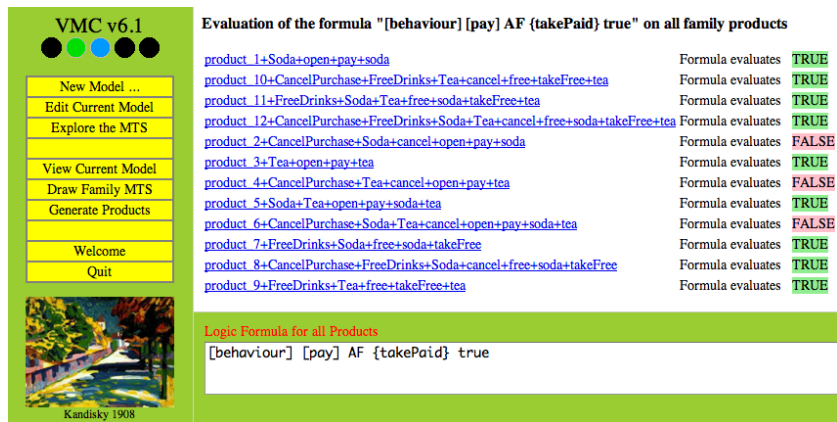 VMC v6.1
New Model ...
Edit Current Model
Explore the MTS
View Current Model
Draw Family MTS
Generate Products
Welcome
Quit
Kandisky 1908
Evaluation of the formula "[behaviour] [pay] AF {takePaid} true" on all family products
product_1+Soda+open+pay+soda Formula evaluates TRUE
product_10+CancelPurchase+FreeDrinks+Tea+cancel+free+takeFree+tea Formula evaluates TRUE
product_11+FreeDrinks+Soda+Tea+free+soda+takeFree+tea Formula evaluates TRUE
product_12+CancelPurchase+FreeDrinks+Soda+Tea+cancel+free+soda+takeFree+tea Formula evaluates TRUE
product_2+CancelPurchase+Soda+cancel+open+pay+soda Formula evaluates FALSE
product_3+Tea+open+pay+tea Formula evaluates TRUE
product_4+CancelPurchase+Tea+cancel+open+pay+tea Formula evaluates FALSE
product_5+Soda+Tea+open+pay+soda+tea Formula evaluates TRUE
product_6+CancelPurchase+Soda+Tea+cancel+open+pay+soda+tea Formula evaluates FALSE
product_7+FreeDrinks+Soda+free+soda+takeFree Formula evaluates TRUE
product_8+CancelPurchase+FreeDrinks+Soda+cancel+free+soda+takeFree Formula evaluates TRUE
product_9+FreeDrinks+Tea+free+takeFree+tea Formula evaluates TRUE
Logic Formula for all Products
[behaviour] [pay] AF {takePaid} true